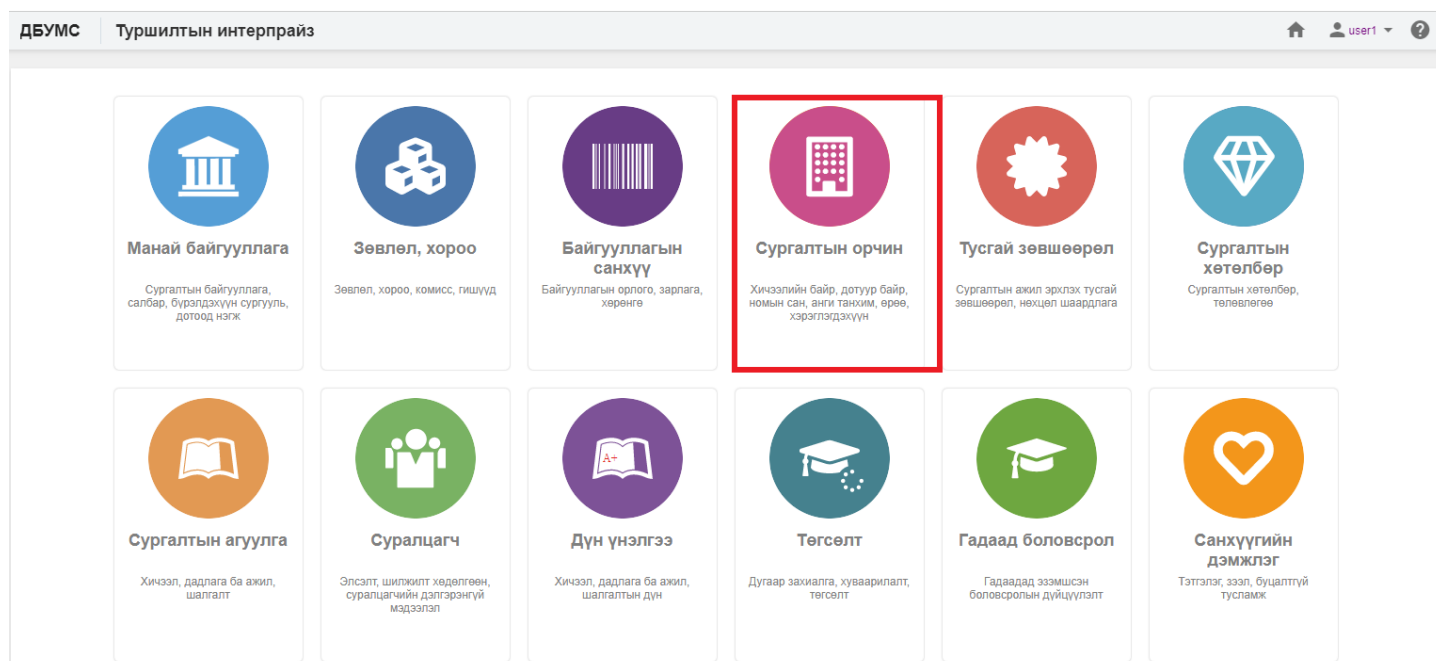 ДБУМС
Туршилтын интерпрайз
user1
Манай байгууллага
Сургалтын байгууллага,
салбар, бүрэлдэхүүн сургууль,
дотоод нэгж
Зөвлөл, хороо
Зөвлөл, хороо, комисс, гишүүд
Байгууллагын
санхүү
Байгууллагын орлого, зарлага,
хөрөнгө
Сургалтын орчин
Хичээлийн байр, дотуур байр,
номын сан, анги танхим, өрөө,
хэрэглэгдэхүүн
Тусгай зөвшөөрөл
Сургалтын ажил эрхлэх тусгай
зөвшөөрөл, нөхцөл шаардлага
Сургалтын
хөтөлбөр
Сургалтын хөтөлбөр,
төлөвлөгөө
Сургалтын агуулга
Хичээл, дадлага ба ажил,
шалгалт
Суралцагч
Элсэлт, шилжилт хөдөлгөөн,
суралцагчийн дэлгэрэнгүй
мэдээлэл
A+
Дүн үнэлгээ
Хичээл, дадлага ба ажил,
шалгалтын дүн
Төгсөлт
Дугаар захиалга, хуваарилалт,
төгсөлт
Гадаад боловсрол
Гадаадад эзэмшсэн
боловсролын дүйцүүлэлт
Санхүүгийн
дэмжлэг
Тэтгэлэг, зээл, буцалтгүй
тусламж